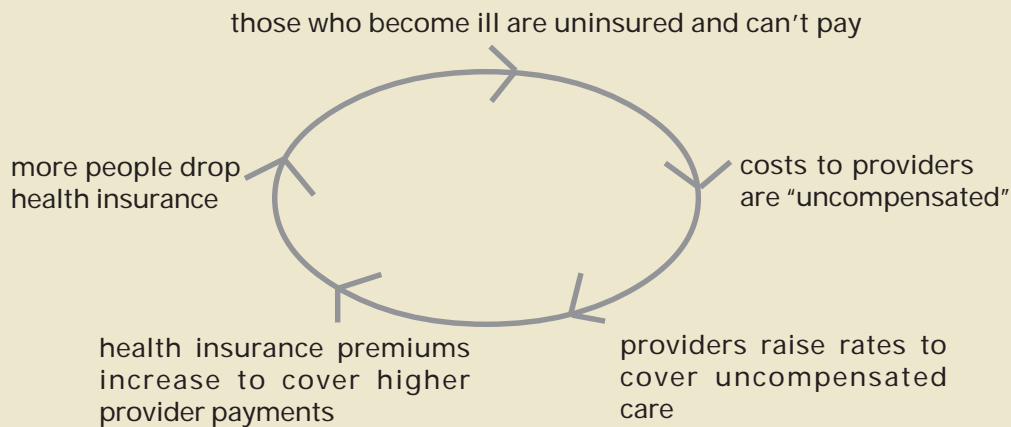 those who become ill are uninsured and can't pay
more people drop
health insurance
costs to providers
are “uncompensated”
health insurance premiums
increase to cover higher
provider payments
providers raise rates to
cover uncompensated
care